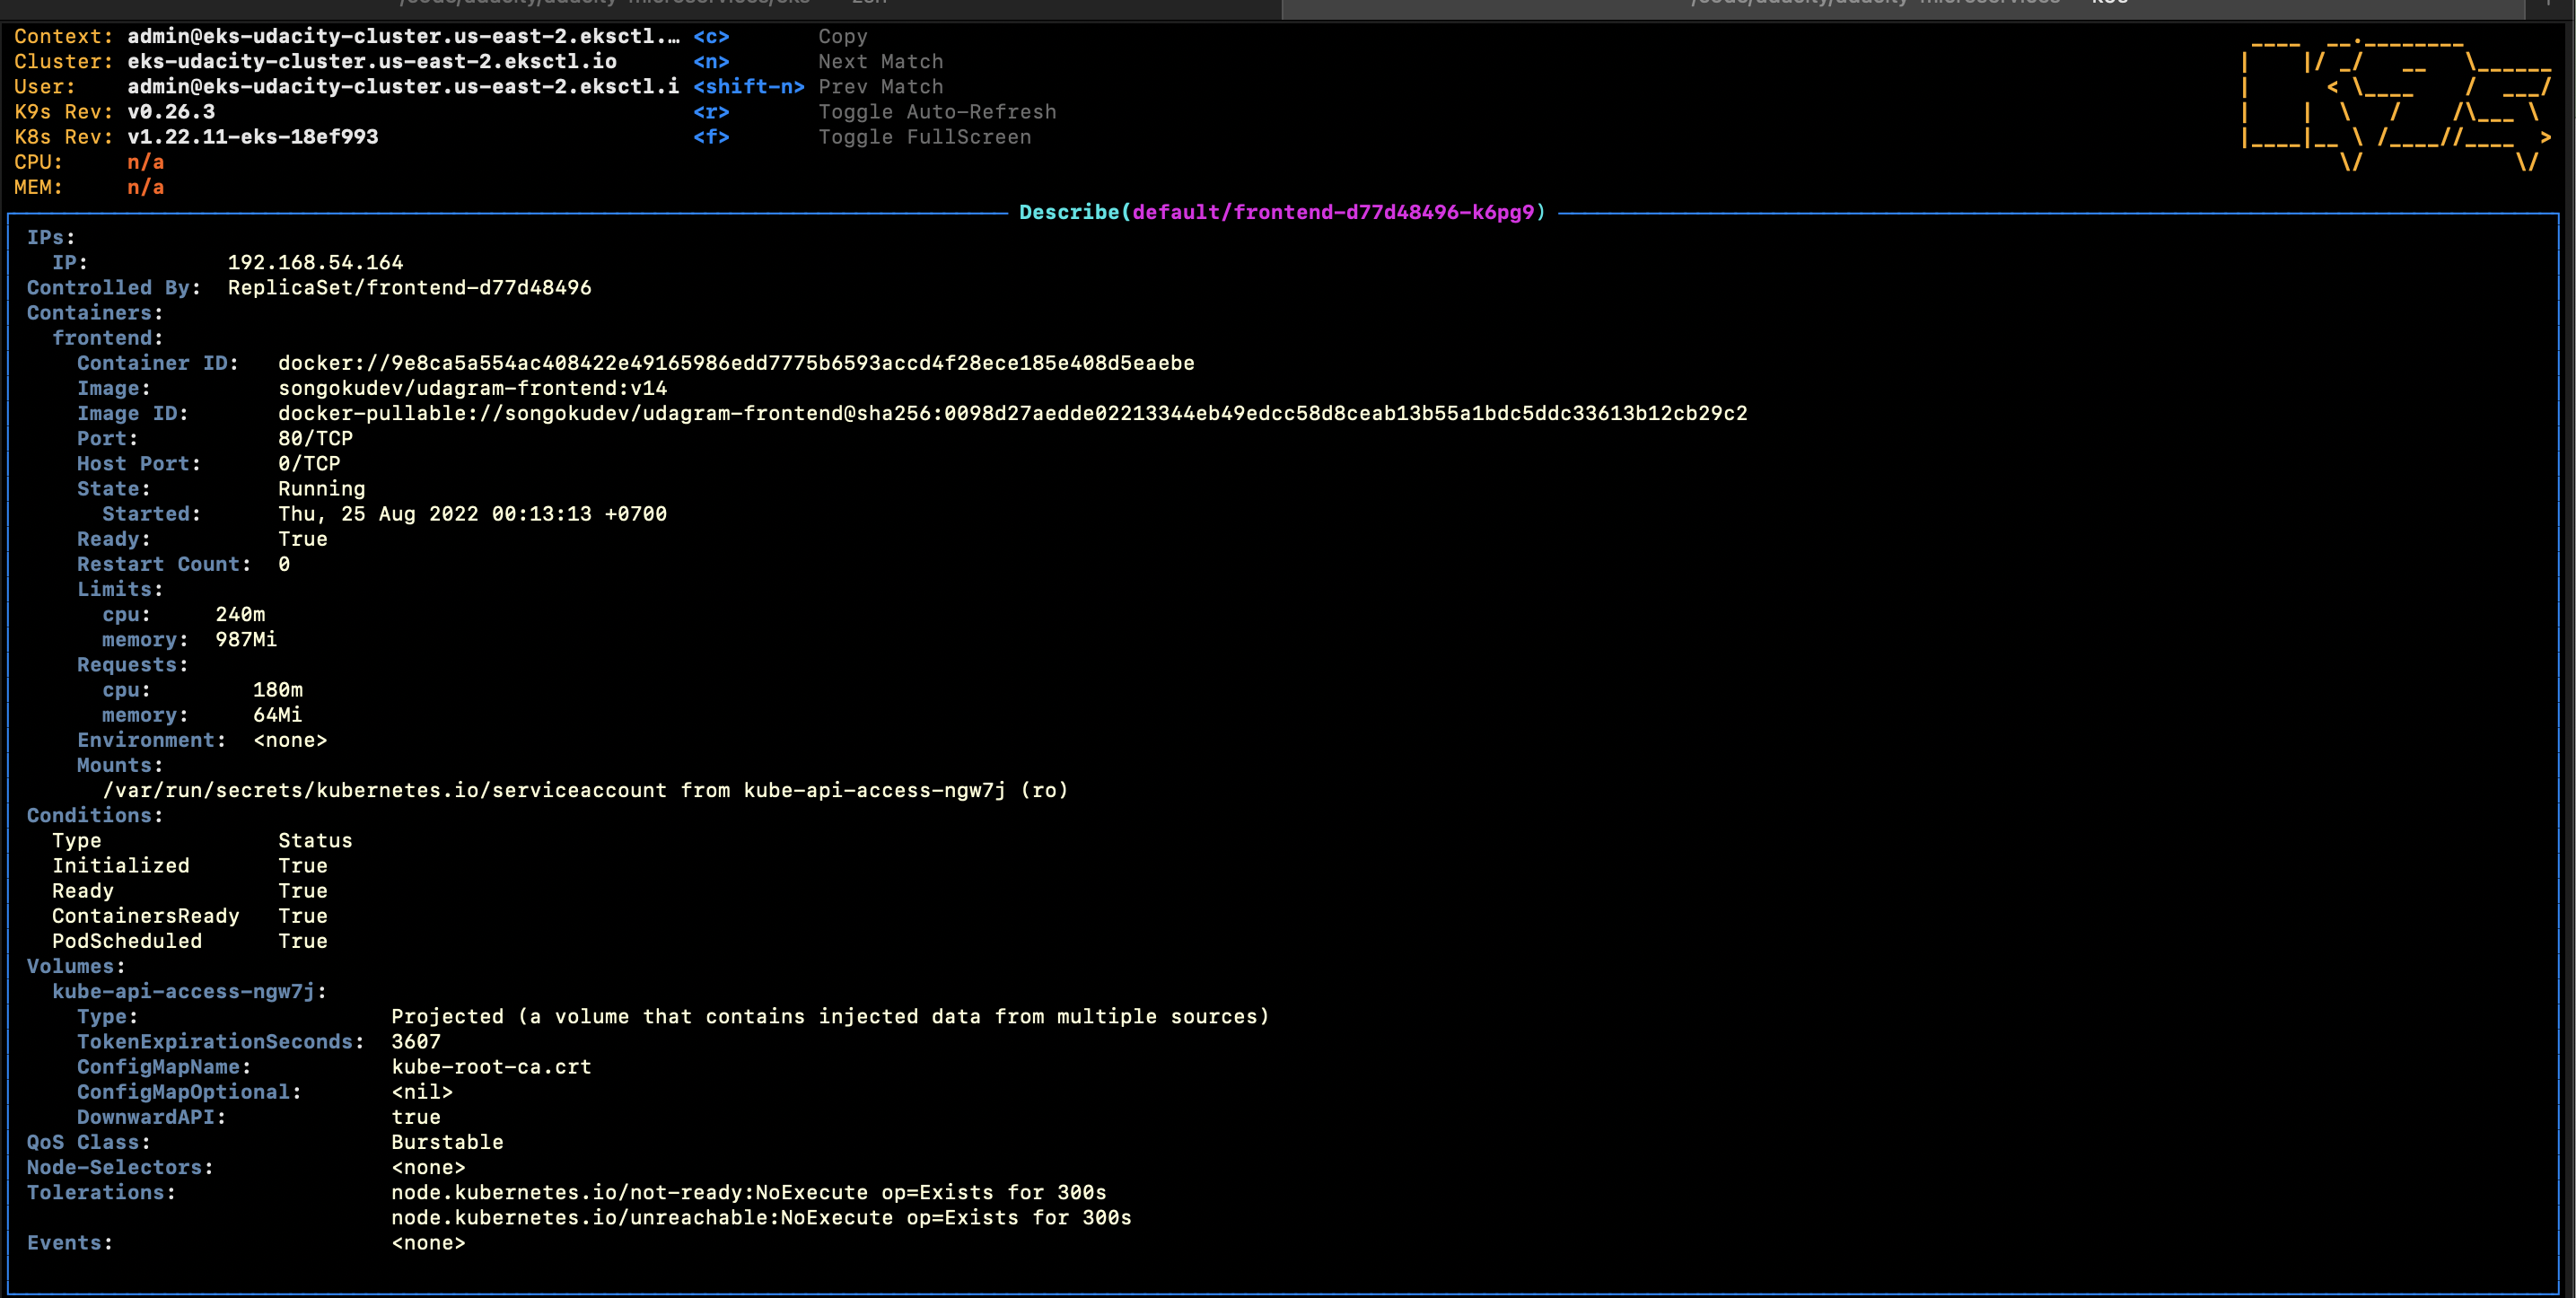 Context: admin@eks-udacity-cluster.us-east-2.eksctl.… <c> Copy
Cluster: eks-udacity-cluster.us-east-2.eksctl.io <n> Next Match
User: admin@eks-udacity-cluster.us-east-2.eksctl.i <shift-n> Prev Match
K9s Rev: v0.26.3 <r> Toggle Auto-Refresh
K8s Rev: v1.22.11-eks-18ef993 <f> Toggle FullScreen
CPU: n/a
MEM: n/a
Describe(default/frontend-d77d48496-k6pg9)
IPs:
IP: 192.168.54.164
Controlled By: ReplicaSet/frontend-d77d48496
Containers:
frontend:
Container ID: docker://9e8ca5a554ac408422e49165986edd7775b6593accd4f28ece185e408d5eaebe
Image: songokudev/udagram-frontend:v14
Image ID: docker-pullable://songokudev/udagram-frontend@sha256:0098d27aedde02213344eb49edcc58d8ceab13b55a1bdc5ddc33613b12cb29c2
Port: 80/TCP
Host Port: 0/TCP
State: Running
Started: Thu, 25 Aug 2022 00:13:13 +0700
Ready: True
Restart Count: 0
Limits:
cpu: 240m
memory: 987Mi
Requests:
cpu: 180m
memory: 64Mi
Environment: <none>
Mounts:
/var/run/secrets/kubernetes.io/serviceaccount from kube-api-access-ngw7j (ro)
Conditions:
Type Status
Initialized True
Ready True
ContainersReady True
PodScheduled True
Volumes:
kube-api-access-ngw7j:
Type: Projected (a volume that contains injected data from multiple sources)
TokenExpirationSeconds: 3607
ConfigMapName: kube-root-ca.crt
ConfigMapOptional: <nil>
DownwardAPI: true
QoS Class: Burstable
Node-Selectors: <none>
Tolerations: node.kubernetes.io/not-ready:NoExecute op=Exists for 300s
node.kubernetes.io/unreachable:NoExecute op=Exists for 300s
Events: <none>